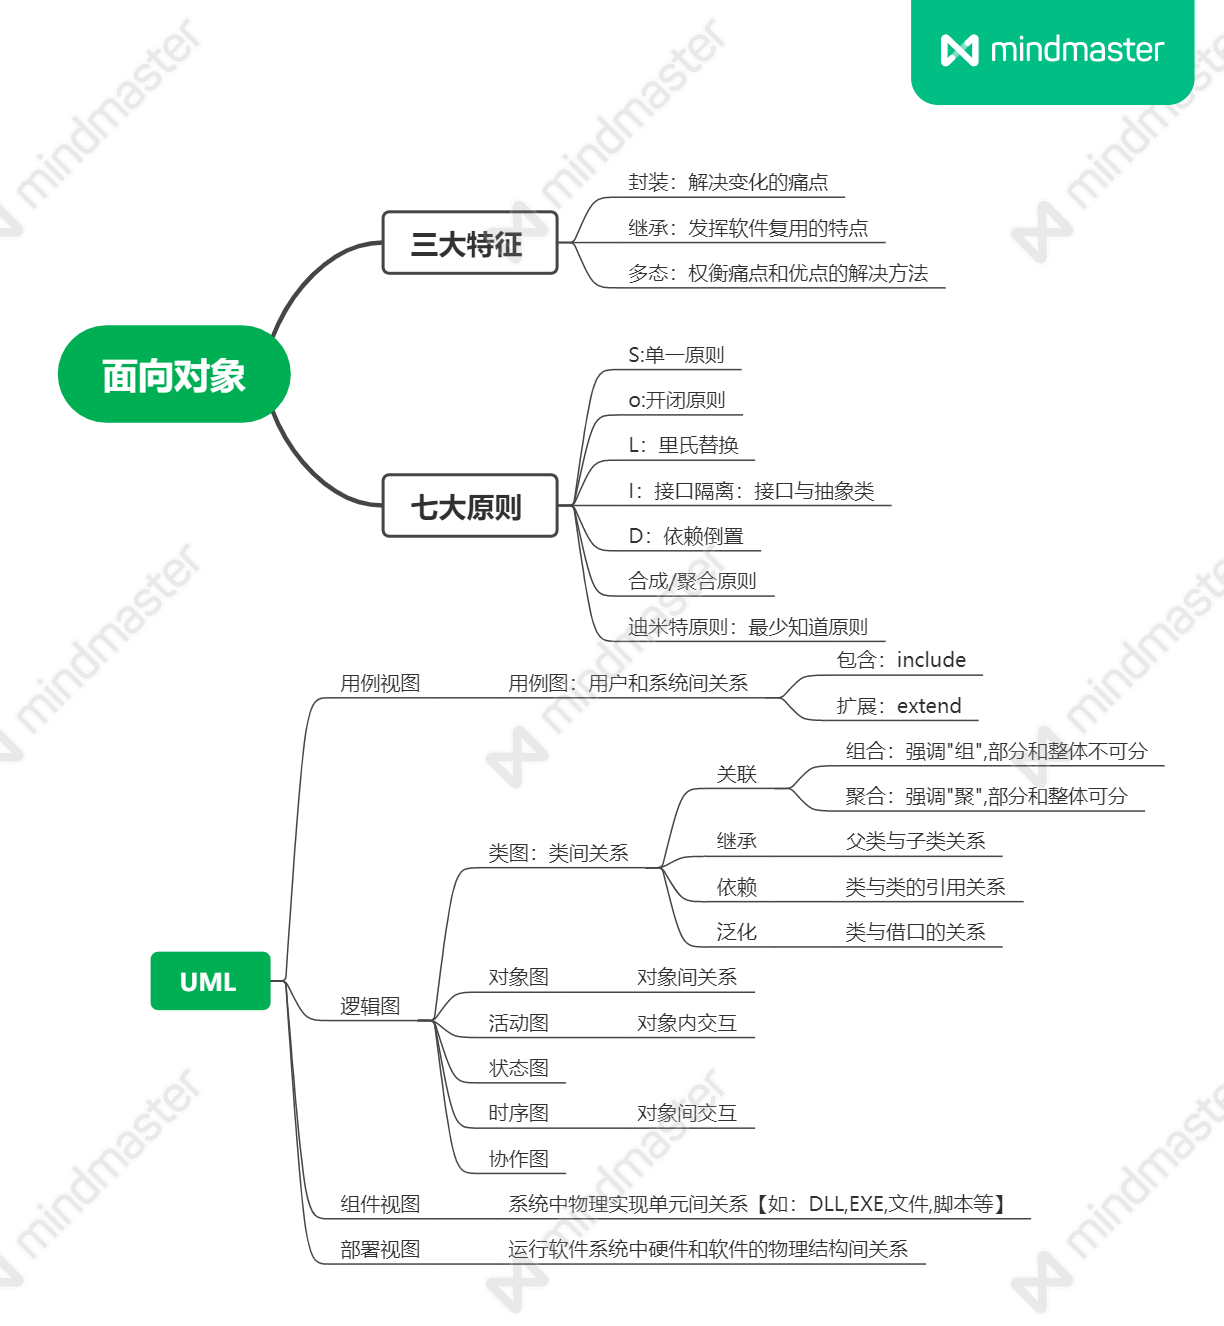 mindmaster
面向对象
三大特征
封装：解决变化的痛点
继承：发挥软件复用的特点
多态：权衡痛点和优点的解决方法
七大原则
S:单一原则
o:开闭原则
L：里氏替换
I：接口隔离：接口与抽象类
D：依赖倒置
合成/聚合原则
迪米特原则：最少知道原则
UML
用例视图
用例图：用户和系统间关系
包含：include
扩展：extend
逻辑图
类图：类间关系
关联
组合：强调"组",部分和整体不可分
聚合：强调"聚",部分和整体可分
继承
父类与子类关系
依赖
类与类的引用关系
泛化
类与借口的关系
对象图
对象间关系
活动图
对象内交互
状态图
时序图
对象间交互
协作图
组件视图
系统中物理实现单元间关系【如：DLL,EXE,文件,脚本等】
部署视图
运行软件系统中硬件和软件的物理结构间关系
mindmaster
mindmaster
mindmaster
mindmaster
mindmaster
mindmaster
mindmaster
mindmaster
mindmaster